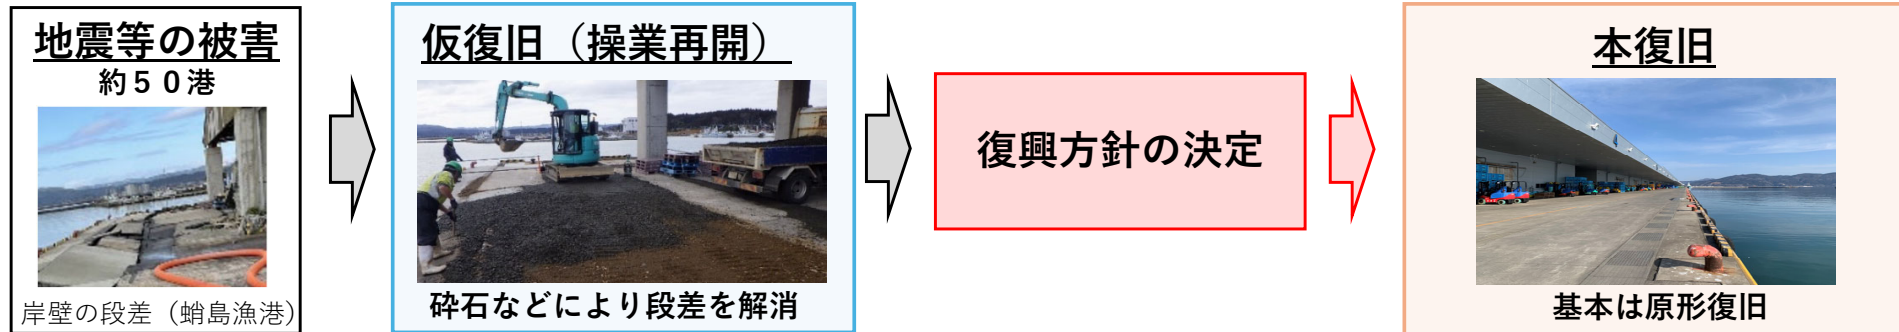 地震等の被害
約５０港
岸壁の段差（蛸島漁港）
仮復旧（操業再開）
砕石などにより段差を解消
復興方針の決定
本復旧
4
基本は原形復旧